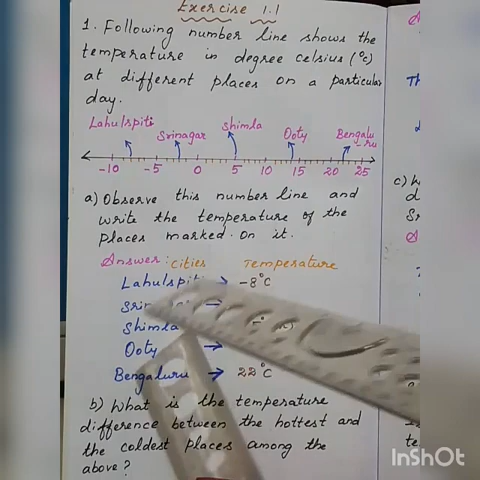 Exercise 1.1
1. Following number line shows the
temperature in degree celsius (°c)
at different places on a particular
day.
Lahulspiti Srinagar Shimla Ooty Bengalu
-ru
-10 -5 0 5 10 15 20 25
a) Observe this number line and
write the temperature of the
places marked on it.
Answer: Cities Temperature
Lahulspiti → -8°C
Shimla
Ooty →
Bengaluru → 22°C
b) What is the temperature
difference between the hottest and
the coldest places among the
above?
c)
InShOt